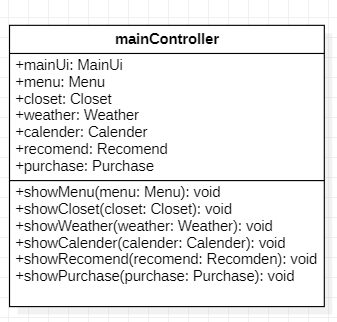 mainController
+mainUi: MainUi
+menu: Menu
+closet: Closet
+weather: Weather
+calender: Calender
+recomend: Recomend
+purchase: Purchase
+showMenu(menu: Menu): void
+showCloset(closet: Closet): void
+showWeather(weather: Weather): void
+showCalender(calender: Calender): void
+showRecomend(recomend: Recomden): void
+showPurchase(purchase: Purchase): void